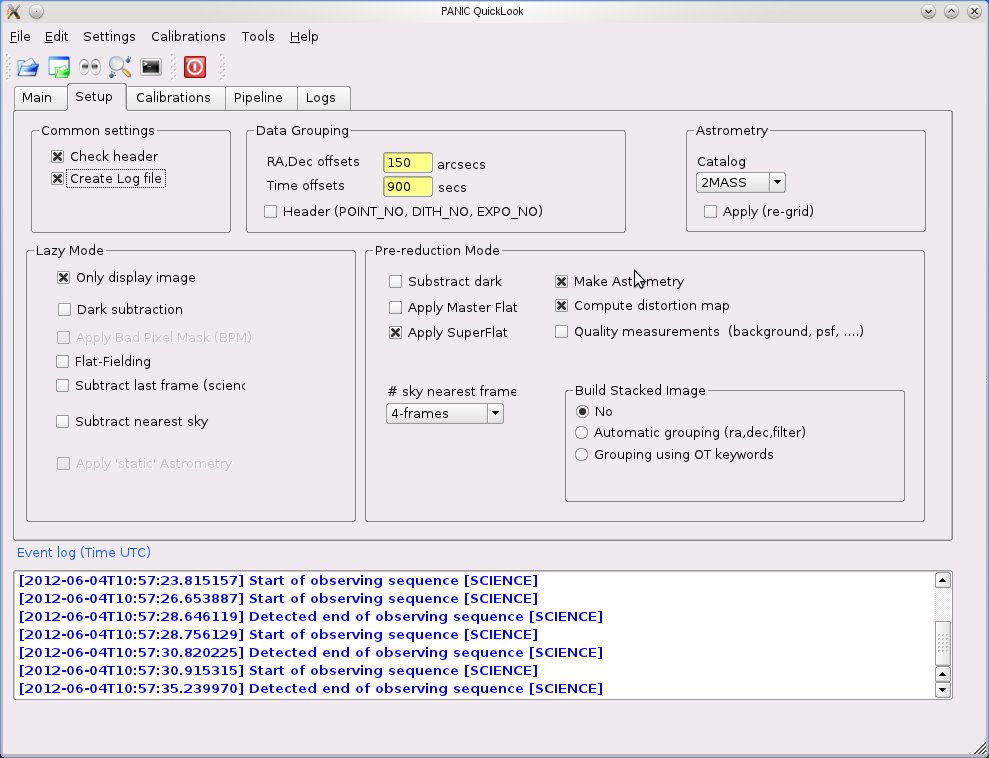 PANIC QuickLook
File Edit Settings Calibrations Tools Help
Main Setup Calibrations Pipeline Logs
Common settings
Check header
Create Log file
Data Grouping
RA,Dec offsets 150 arcsecs
Time offsets 900 secs
Header (POINT_NO, DITH_NO, EXPO_NO)
Astrometry
Catalog
2MASS
Apply (re-grid)
Lazy Mode
Only display image
Dark subtraction
Apply Bad Pixel Mask (BPM)
Flat-Fielding
Subtract last frame (scienc
Subtract nearest sky
Apply 'static' Astrometry
Pre-reduction Mode
Substract dark
Apply Master Flat
Apply SuperFlat
Make Astrometry
Compute distortion map
Quality measurements (background, psf, ....)
# sky nearest frame
4-frames
Build Stacked Image
No
Automatic grouping (ra,dec,filter)
Grouping using OT keywords
Event log (Time UTC)
[2012-06-04T10:57:23.815157] Start of observing sequence [SCIENCE]
[2012-06-04T10:57:26.653887] Start of observing sequence [SCIENCE]
[2012-06-04T10:57:28.646119] Detected end of observing sequence [SCIENCE]
[2012-06-04T10:57:28.756129] Start of observing sequence [SCIENCE]
[2012-06-04T10:57:30.820225] Detected end of observing sequence [SCIENCE]
[2012-06-04T10:57:30.915315] Start of observing sequence [SCIENCE]
[2012-06-04T10:57:35.239970] Detected end of observing sequence [SCIENCE]